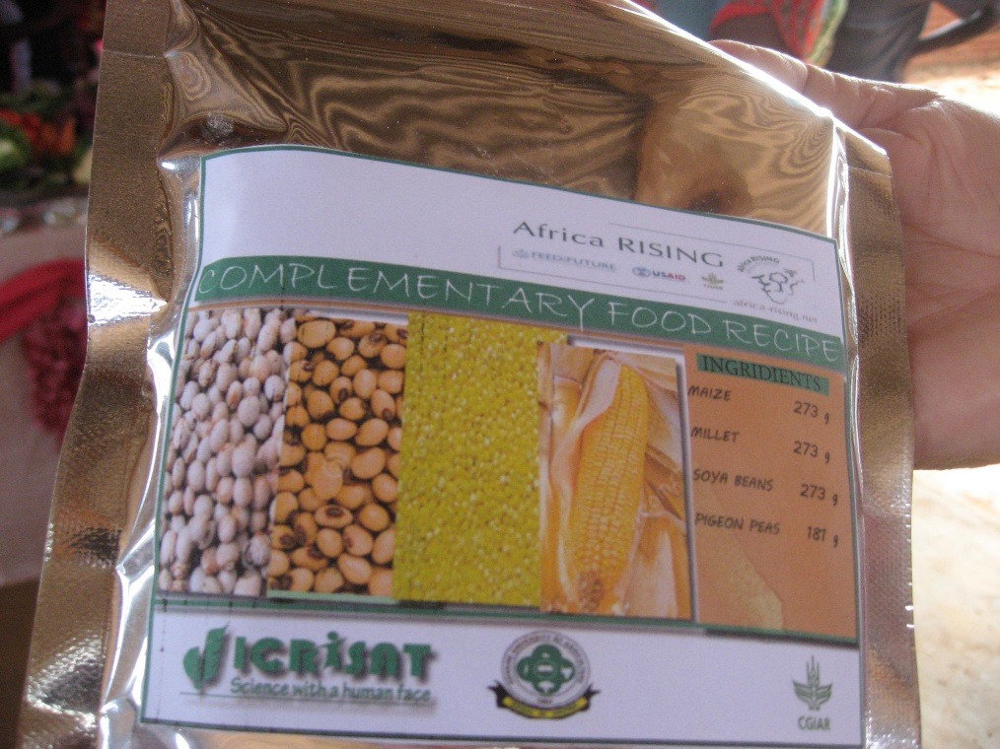 Africa RISING
FEED FUTURE
USAID
africa-rising.net
COMPLEMENTARY FOOD RECIPE
INGRIDIENTS
MAIZE 273 g
MILLET 273 g
SOYA BEANS 273 g
PIGEON PEAS 181 g
ICRISAT
Science with a human face
CGIAR